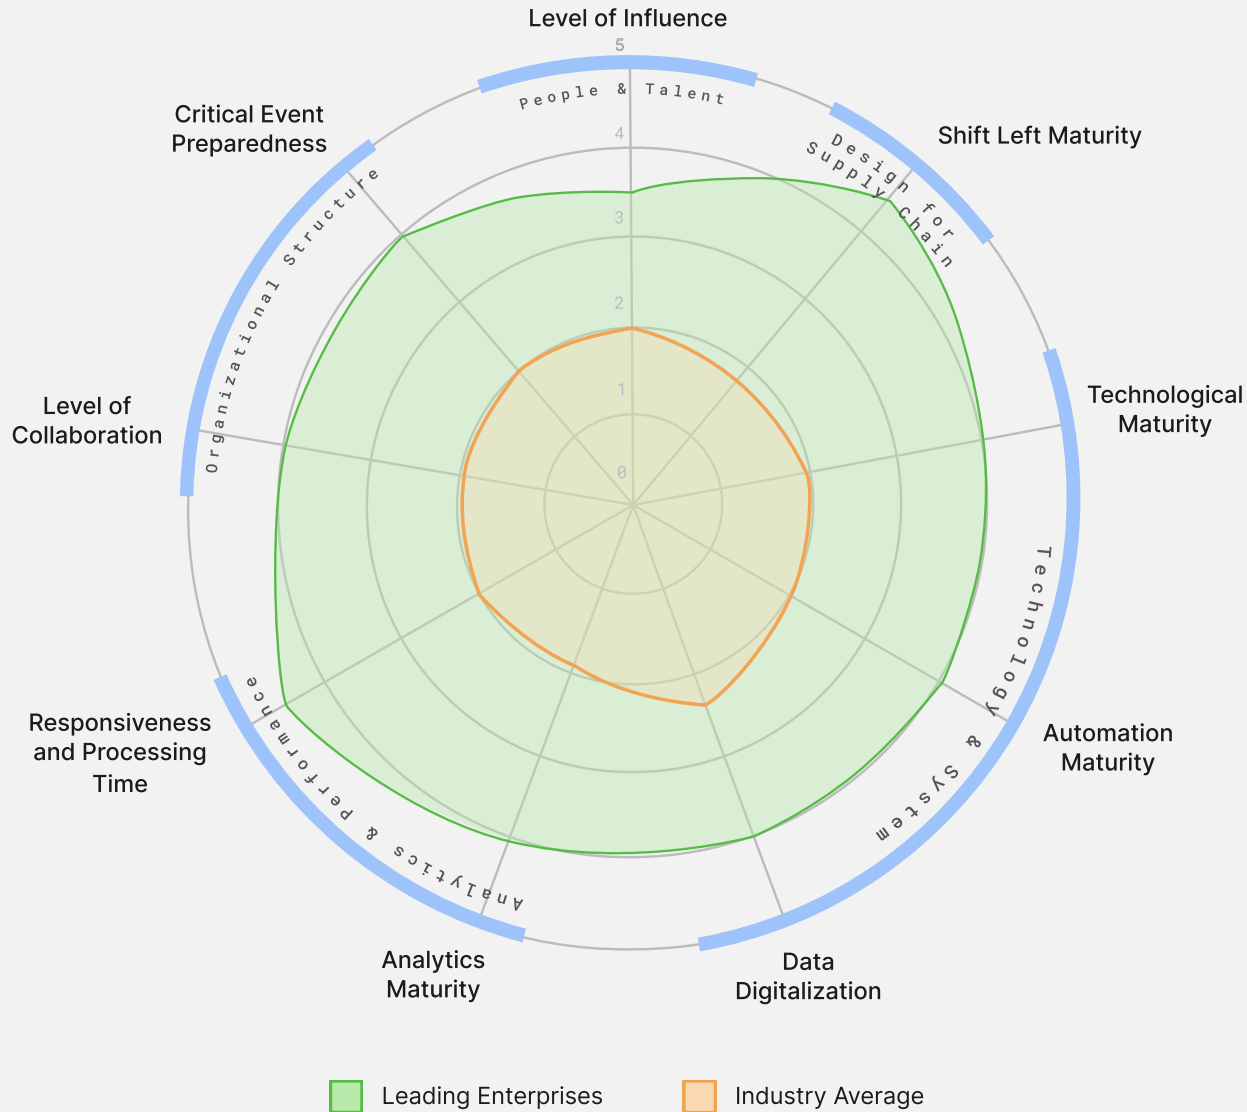 Level of Influence
5
People & Talent
4
3
2
1
0
Critical Event
Preparedness
Shift Left Maturity
Design for
Supply Chain
Organizational Structure
Technological
Maturity
Level of
Collaboration
Technology & System
Responsiveness
and Processing
Time
Automation
Maturity
Analytics & Performance
Analytics
Maturity
Data
Digitalization
Leading Enterprises
Industry Average